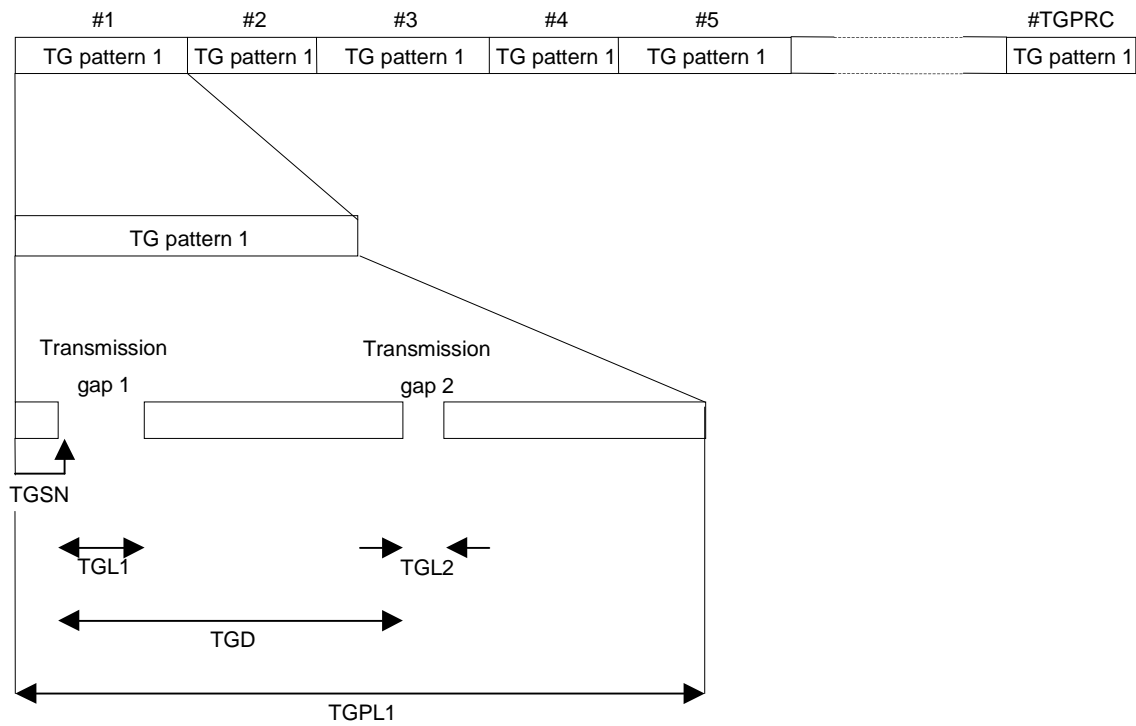 #1 #2 #3 #4 #5 #TGPRC
TG pattern 1 TG pattern 1 TG pattern 1 TG pattern 1 TG pattern 1 TG pattern 1
TG pattern 1
Transmission
gap 1
Transmission
gap 2
TGSN
TGL1
TGL2
TGD
TGPL1